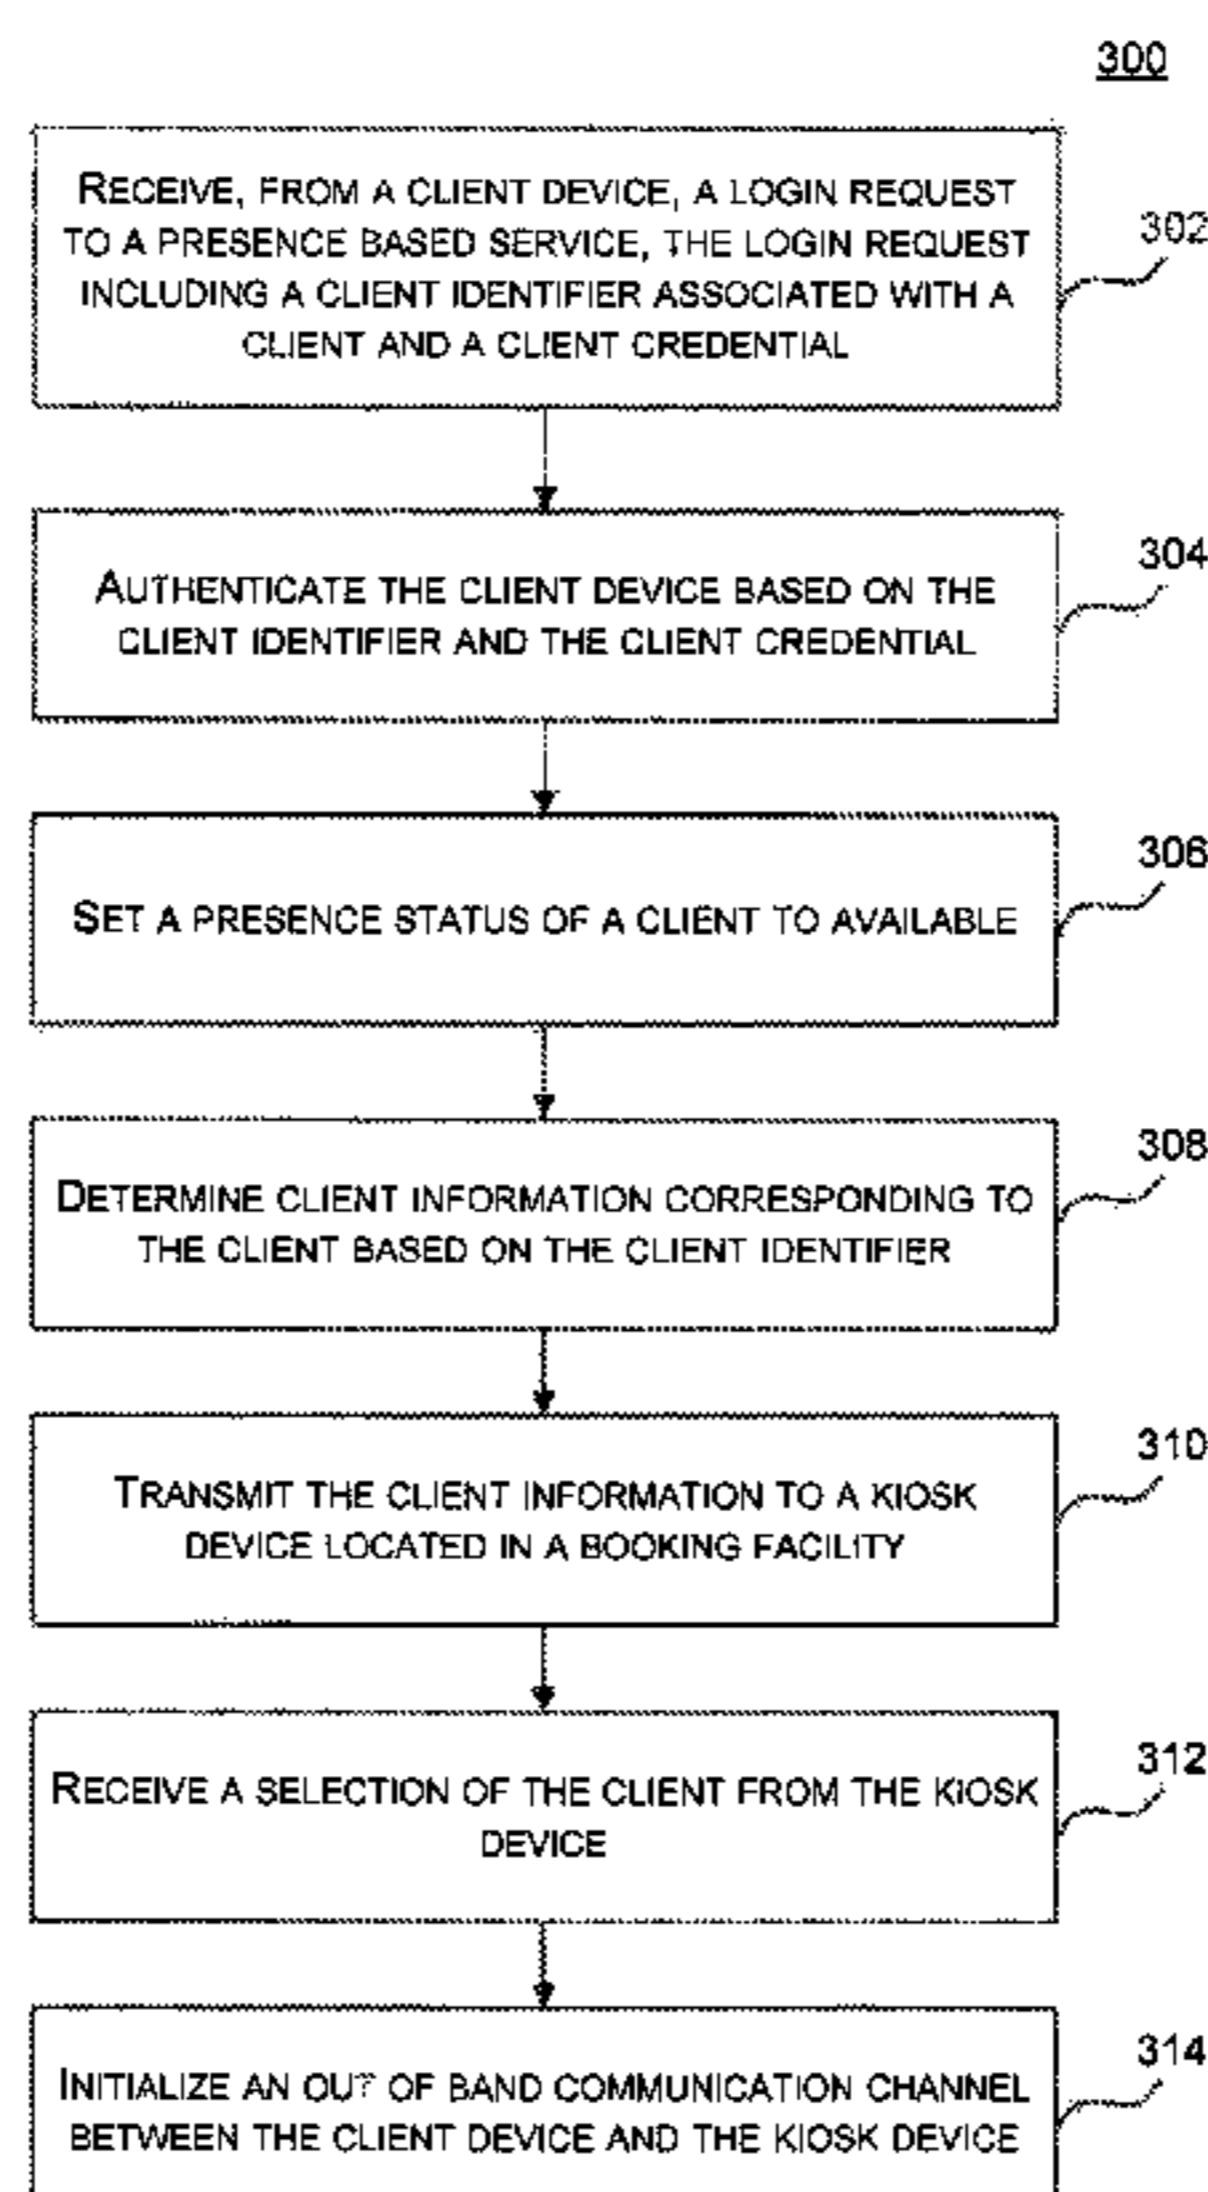 300
RECEIVE, FROM A CLIENT DEVICE, A LOGIN REQUEST
TO A PRESENCE BASED SERVICE, THE LOGIN REQUEST
INCLUDING A CLIENT IDENTIFIER ASSOCIATED WITH A
CLIENT AND A CLIENT CREDENTIAL
302
AUTHENTICATE THE CLIENT DEVICE BASED ON THE
CLIENT IDENTIFIER AND THE CLIENT CREDENTIAL
304
SET A PRESENCE STATUS OF A CLIENT TO AVAILABLE
306
DETERMINE CLIENT INFORMATION CORRESPONDING TO
THE CLIENT BASED ON THE CLIENT IDENTIFIER
308
TRANSMIT THE CLIENT INFORMATION TO A KIOSK
DEVICE LOCATED IN A BOOKING FACILITY
310
RECEIVE A SELECTION OF THE CLIENT FROM THE KIOSK
DEVICE
312
INITIALIZE AN OUT OF BAND COMMUNICATION CHANNEL
BETWEEN THE CLIENT DEVICE AND THE KIOSK DEVICE
314